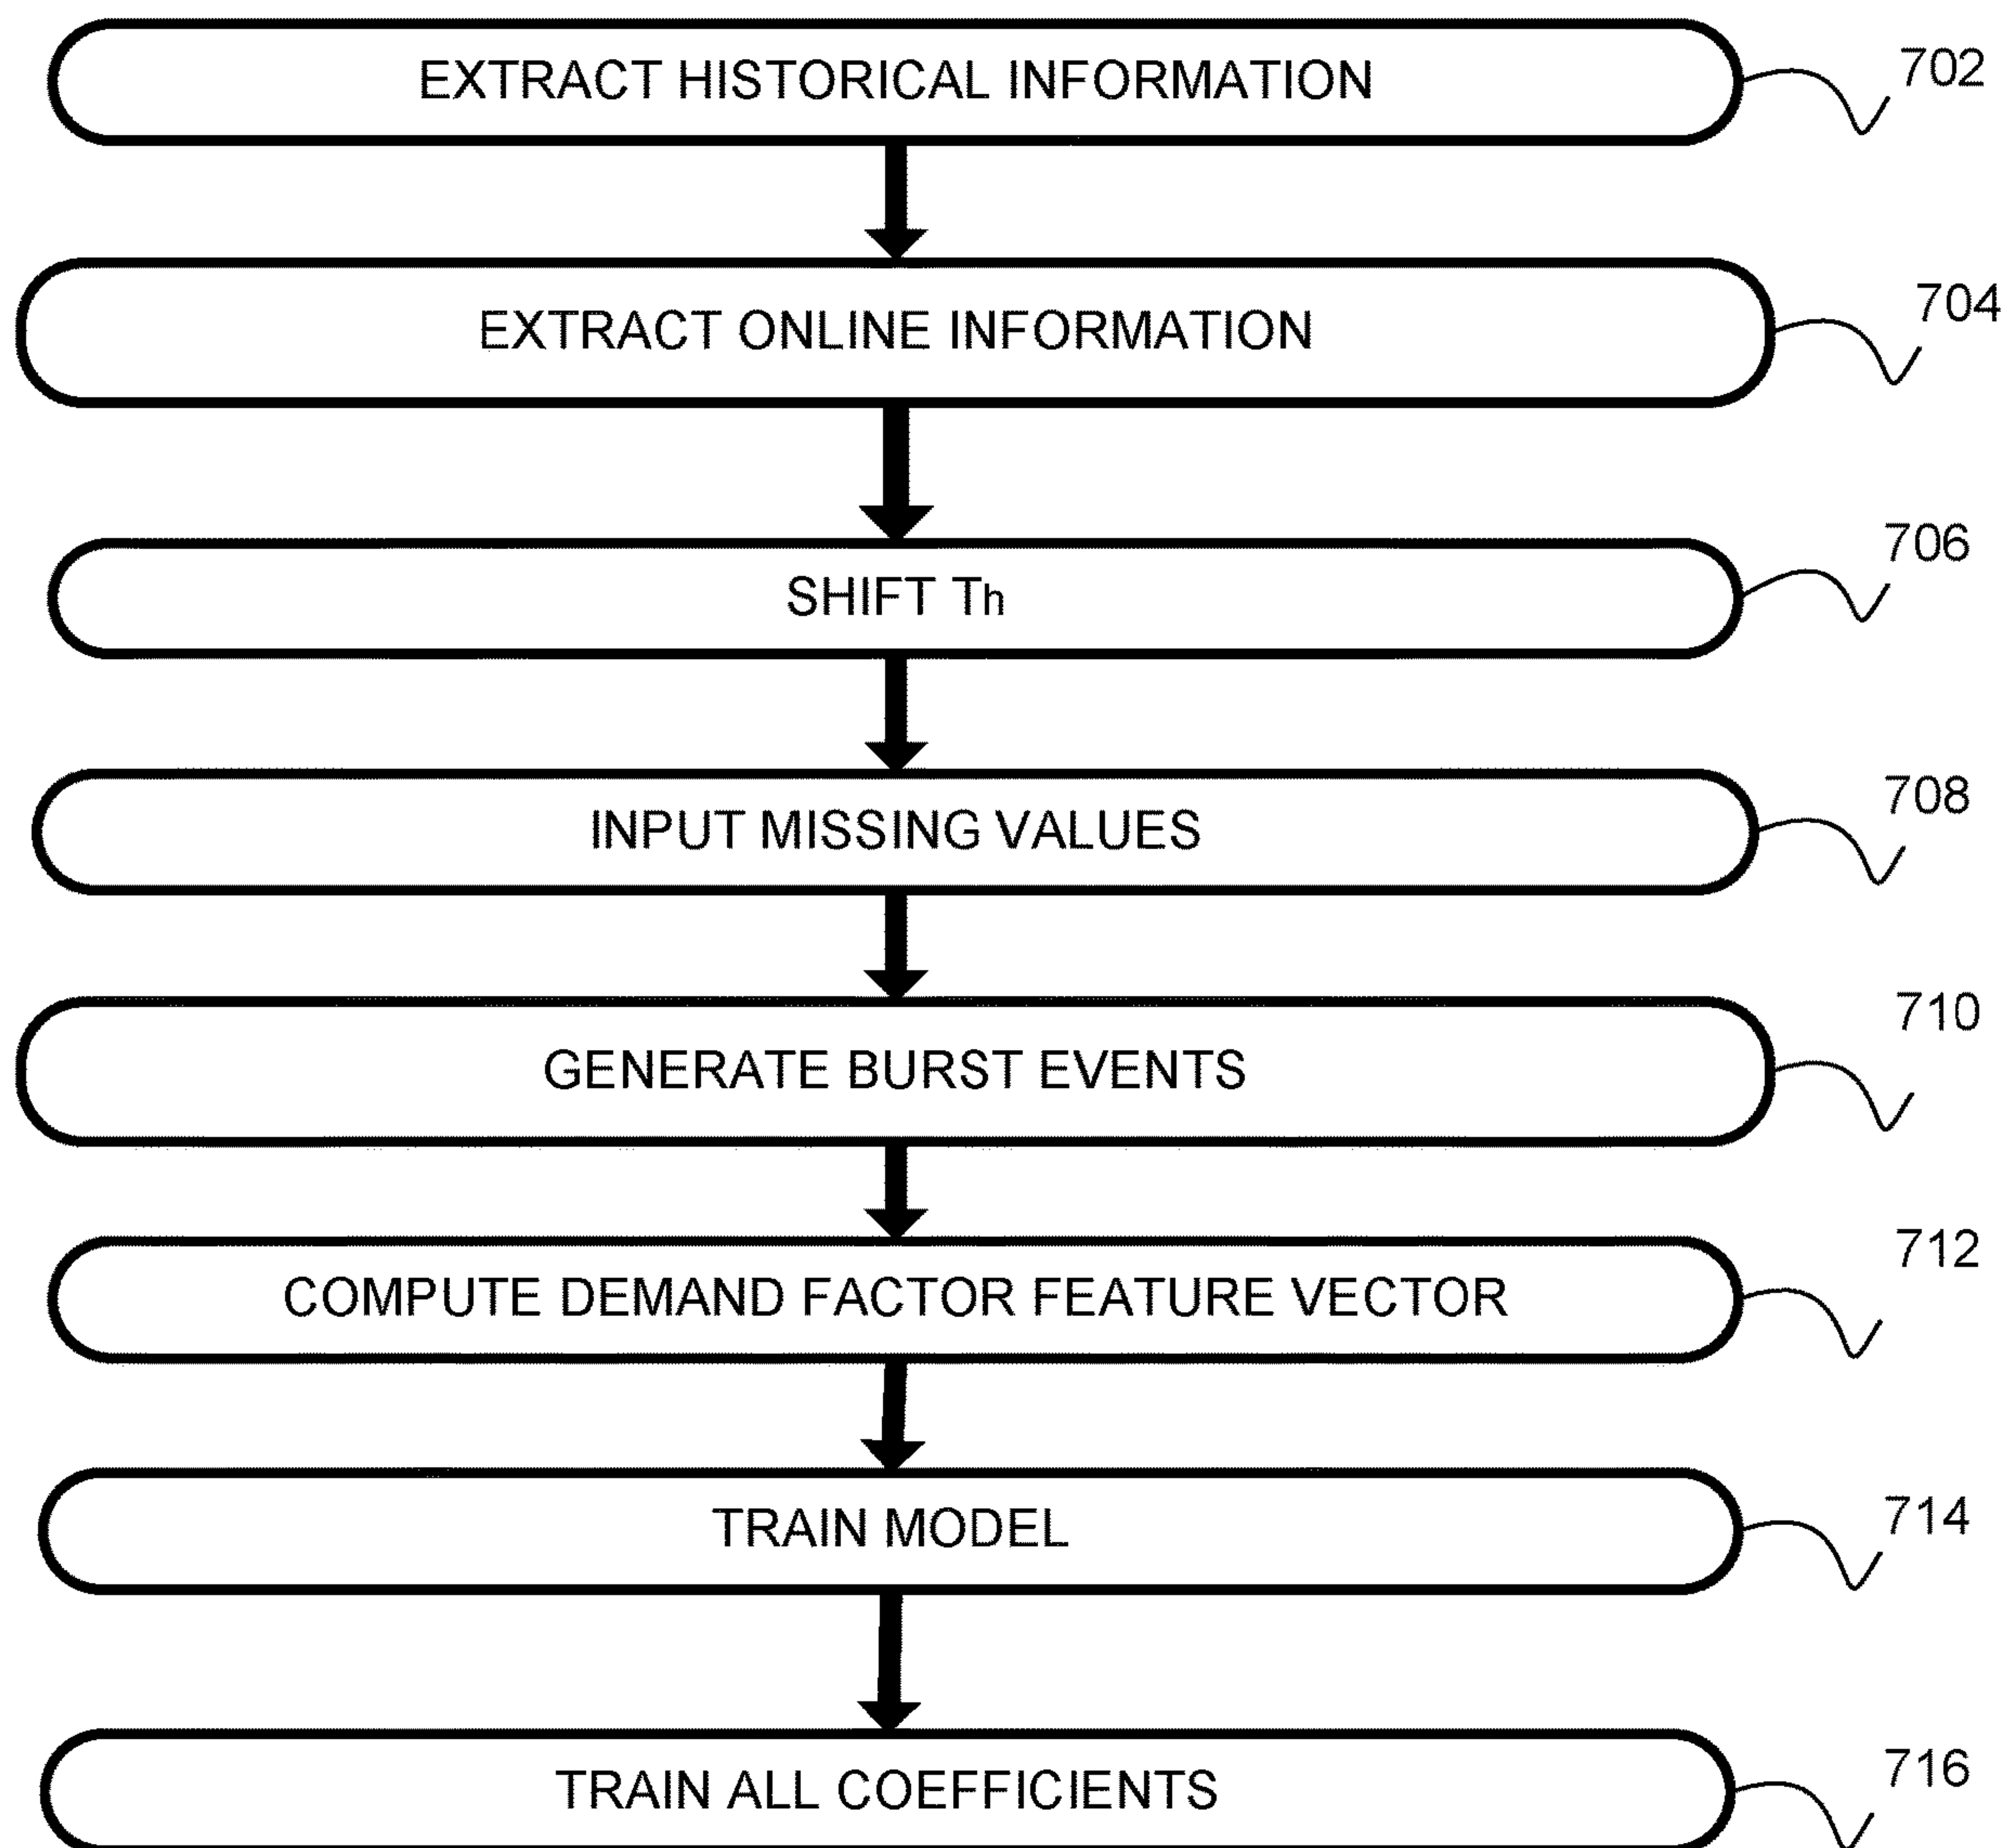 EXTRACT HISTORICAL INFORMATION
702
EXTRACT ONLINE INFORMATION
704
SHIFT Th
706
INPUT MISSING VALUES
708
GENERATE BURST EVENTS
710
COMPUTE DEMAND FACTOR FEATURE VECTOR
712
TRAIN MODEL
714
TRAIN ALL COEFFICIENTS
716